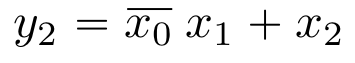 $y_2 = \overline{x_0}\ x_1 + x_2$